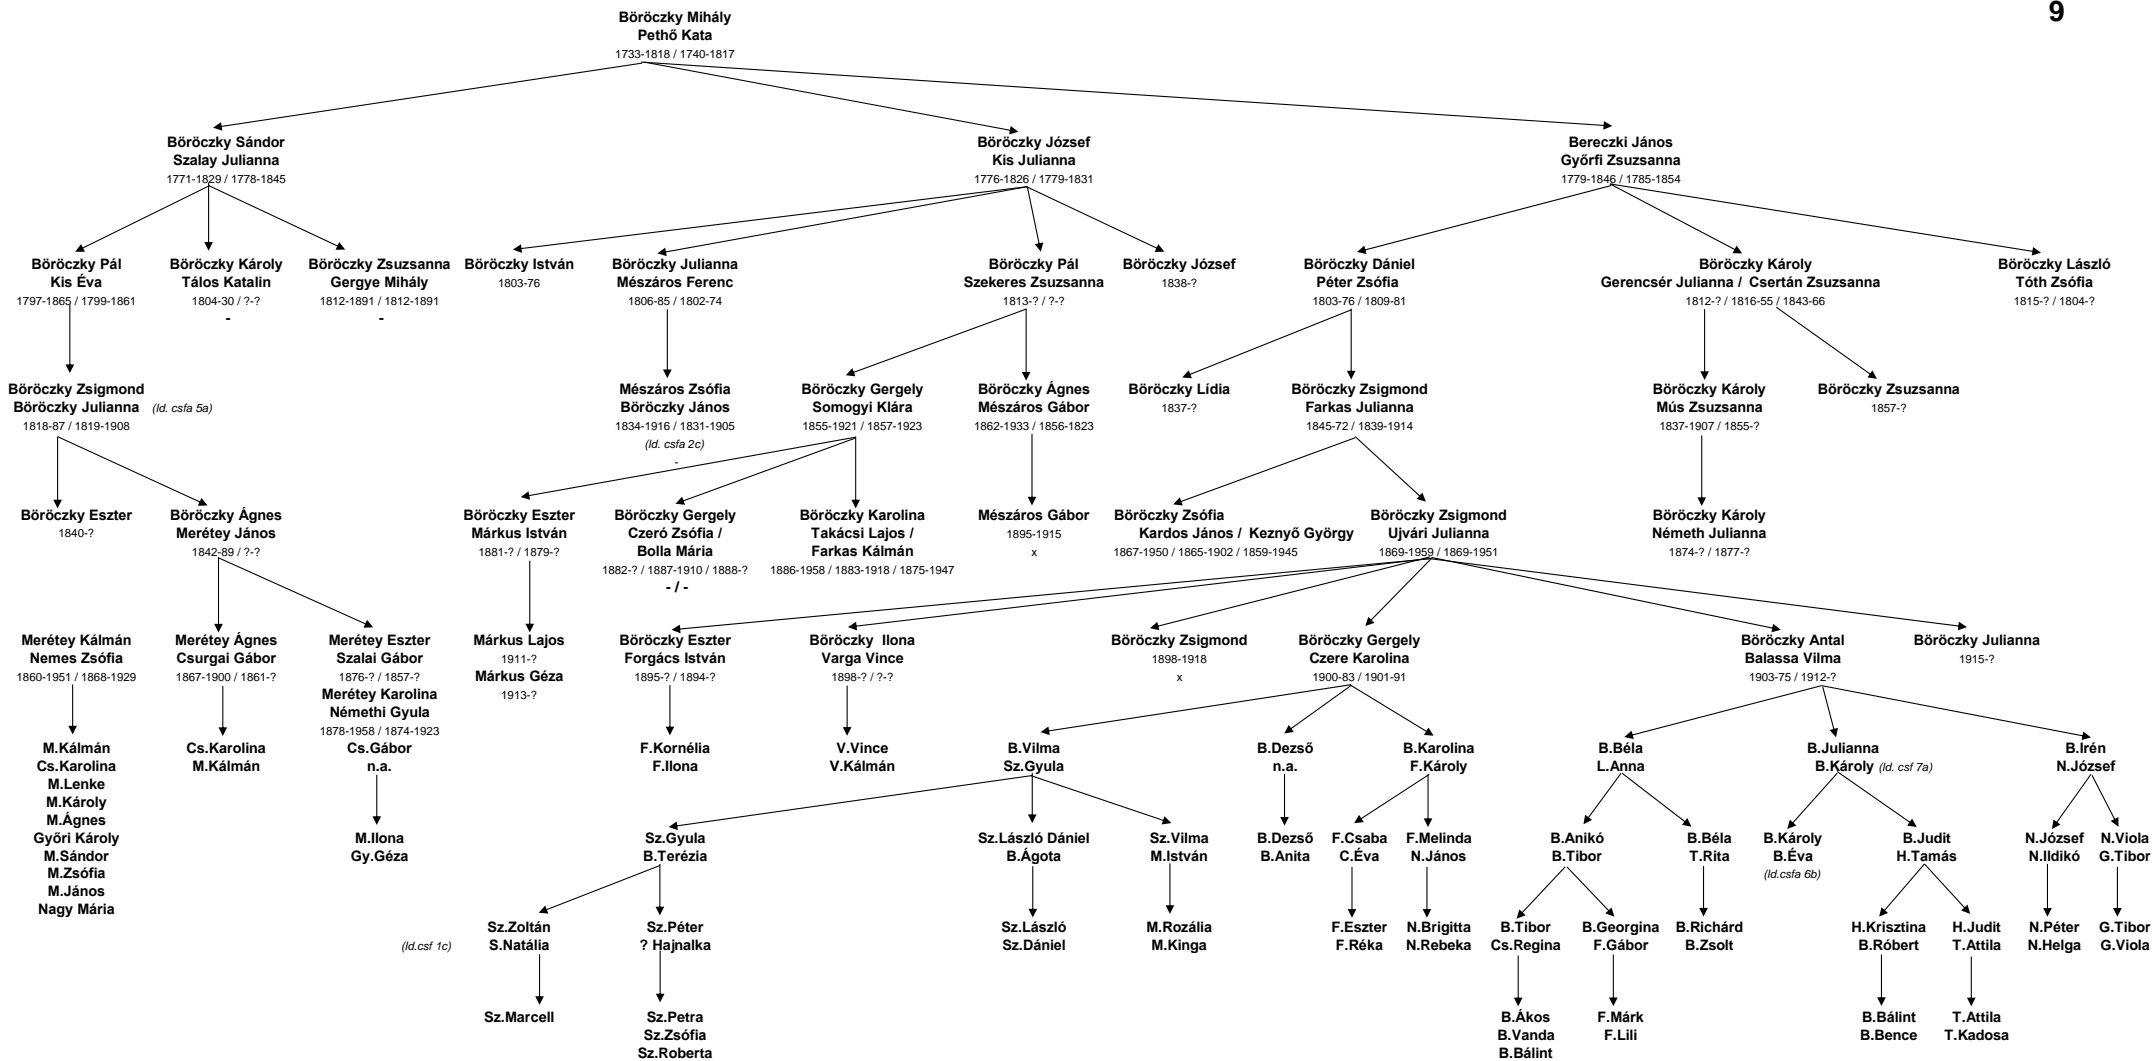 9
Böröczky Mihály
Pethő Kata
1733-1818 / 1740-1817
Böröczky Sándor
Szalay Julianna
1771-1829 / 1778-1845
Böröczky József
Kis Julianna
1776-1826 / 1779-1831
Bereczki János
Győrfi Zsuzsanna
1779-1846 / 1785-1854
Böröczky Pál
Kis Éva
1797-1865 / 1799-1861
Böröczky Károly
Tálos Katalin
1804-30 / ?-?
-
Böröczky Zsuzsanna
Gergye Mihály
1812-1891 / 1812-1891
-
Böröczky István
1803-76
Böröczky Julianna
Mészáros Ferenc
1806-85 / 1802-74
Böröczky Pál
Szekeres Zsuzsanna
1813-? / ?-?
Böröczky József
1838-?
Böröczky Dániel
Péter Zsófia
1803-76 / 1809-81
Böröczky Károly
Gerencsér Julianna / Csertán Zsuzsanna
1812-? / 1816-55 / 1843-66
Böröczky László
Tóth Zsófia
1815-? / 1804-?
Böröczky Zsigmond
Böröczky Julianna (ld. csfa 5a)
1818-87 / 1819-1908
Mészáros Zsófia
Böröczky János
1834-1916 / 1831-1905
(ld. csfa 2c)
-
Böröczky Gergely
Somogyi Klára
1855-1921 / 1857-1923
Böröczky Ágnes
Mészáros Gábor
1862-1933 / 1856-1823
Böröczky Lídia
1837-?
Böröczky Zsigmond
Farkas Julianna
1845-72 / 1839-1914
Böröczky Károly
Mús Zsuzsanna
1837-1907 / 1855-?
Böröczky Zsuzsanna
1857-?
Böröczky Eszter
1840-?
Böröczky Ágnes
Merétey János
1842-89 / ?-?
Böröczky Eszter
Márkus István
1881-? / 1879-?
Böröczky Gergely
Czeró Zsófia /
Bolla Mária
1882-? / 1887-1910 / 1888-?
- / -
Böröczky Karolina
Takácsi Lajos /
Farkas Kálmán
1886-1958 / 1883-1918 / 1875-1947
Mészáros Gábor
1895-1915
x
Böröczky Zsófia
Kardos János / Keznyő György
1867-1950 / 1865-1902 / 1859-1945
Böröczky Zsigmond
Ujvári Julianna
1869-1959 / 1869-1951
Böröczky Károly
Németh Julianna
1874-? / 1877-?
Merétey Kálmán
Nemes Zsófia
1860-1951 / 1868-1929
Merétey Ágnes
Csurgai Gábor
1867-1900 / 1861-?
Merétey Eszter
Szalai Gábor
1876-? / 1857-?
Merétey Karolina
Némethi Gyula
1878-1958 / 1874-1923
Márkus Lajos
1911-?
Márkus Géza
1913-?
Böröczky Eszter
Forgács István
1895-? / 1894-?
Böröczky Ilona
Varga Vince
1898-? / ?-?
Böröczky Zsigmond
1898-1918
x
Böröczky Gergely
Czere Karolina
1900-83 / 1901-91
Böröczky Antal
Balassa Vilma
1903-75 / 1912-?
Böröczky Julianna
1915-?
M.Kálmán
Cs.Karolina
M.Lenke
M.Károly
M.Ágnes
Győri Károly
M.Sándor
M.Zsófia
M.János
Nagy Mária
Cs.Karolina
M.Kálmán
Cs.Gábor
n.a.
F.Kornélia
F.Ilona
V.Vince
V.Kálmán
B.Vilma
Sz.Gyula
B.Dezső
n.a.
B.Karolina
F.Károly
B.Béla
L.Anna
B.Julianna
B.Károly (ld. csf 7a)
B.Irén
N.József
M.Ilona
Gy.Géza
Sz.Gyula
B.Terézia
Sz.László Dániel
B.Ágota
Sz.Vilma
M.István
B.Dezső
B.Anita
F.Csaba
C.Éva
F.Melinda
N.János
B.Anikó
B.Tibor
B.Béla
T.Rita
B.Károly
B.Éva
(ld.csfa 6b)
B.Judit
H.Tamás
N.József
N.Ildikó
N.Viola
G.Tibor
(ld.csf 1c)
Sz.Zoltán
S.Natália
Sz.Péter
? Hajnalka
Sz.László
Sz.Dániel
M.Rozália
M.Kinga
F.Eszter
F.Réka
N.Brigitta
N.Rebeka
B.Tibor
Cs.Regina
B.Georgina
F.Gábor
B.Richárd
B.Zsolt
H.Krisztina
B.Róbert
H.Judit
T.Attila
N.Péter
N.Helga
G.Tibor
G.Viola
Sz.Marcell
Sz.Petra
Sz.Zsófia
Sz.Roberta
B.Ákos
B.Vanda
B.Bálint
F.Márk
F.Lili
B.Bálint
B.Bence
T.Attila
T.Kadosa